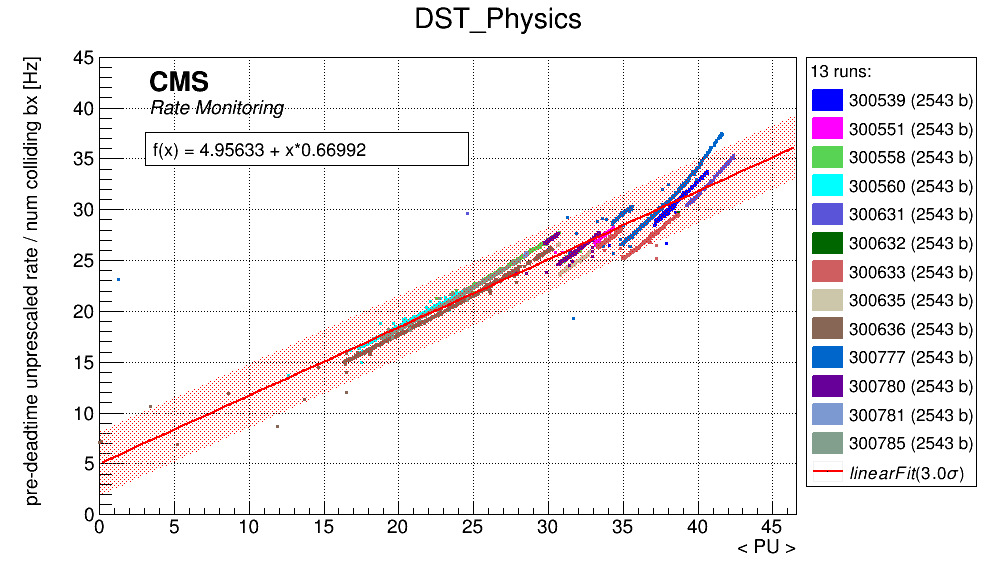 DST_Physics
pre-deadtime unprescaled rate / num colliding bx [Hz]
45
40
35
30
25
20
15
10
5
0
CMS
Rate Monitoring
f(x) = 4.95633 + x*0.66992
0 5 10 15 20 25 30 35 40 45
< PU >
13 runs:
300539 (2543 b)
300551 (2543 b)
300558 (2543 b)
300560 (2543 b)
300631 (2543 b)
300632 (2543 b)
300633 (2543 b)
300635 (2543 b)
300636 (2543 b)
300777 (2543 b)
300780 (2543 b)
300781 (2543 b)
300785 (2543 b)
linearFit(3.0σ)